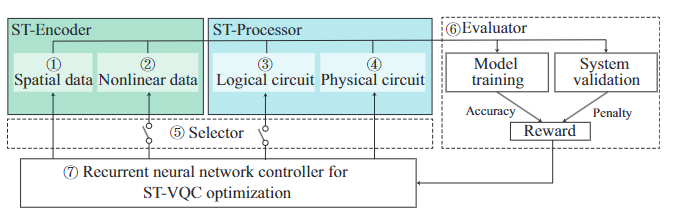 ST-Encoder
ST-Processor
⑥Evaluator
①
Spatial data
②
Nonlinear data
③
Logical circuit
④
Physical circuit
Model
training
System
validation
Accuracy
Penalty
Reward
⑤ Selector
⑦ Recurrent neural network controller for
ST-VQC optimization